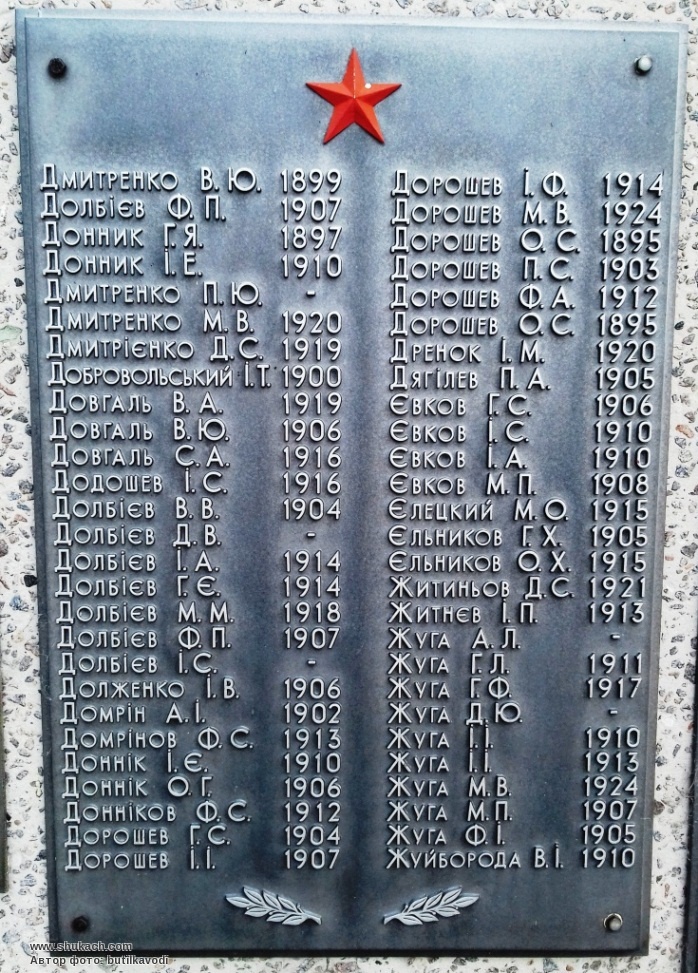 Дмитренко В.Ю. 1899
Долбієв Ф.П. 1907
Донник Г.Я. 1897
Донник І.Е. 1910
Дмитренко П.Ю. -
Дмитренко М.В. 1920
Дмитрієнко Д.С. 1919
Добровольський І.Т. 1900
Довгаль В.А. 1919
Довгаль В.Ю. 1906
Довгаль С.А. 1916
Додошев І.С. 1916
Долбієв В.В. 1904
Долбієв Д.В. -
Долбієв І.А. 1914
Долбієв Г.Є. 1914
Долбієв М.М. 1918
Долбієв Ф.П. 1907
Долбієв І.С. -
Долженко І.В. 1906
Домрін А.І. 1902
Домрінов Ф.С. 1913
Доннік І.Є. 1910
Доннік О.Г. 1906
Донніков Ф.С. 1912
Дорошев Г.С. 1904
Дорошев І.І. 1907
Дорошев І.Ф. 1914
Дорошев М.В. 1924
Дорошев О.С. 1895
Дорошев П.С. 1903
Дорошев Ф.А. 1912
Дорошев О.С. 1895
Дренок І.М. 1920
Дягілев П.А. 1905
Євков Г.С. 1906
Євков І.С. 1910
Євков І.А. 1910
Євков М.П. 1908
Єлецкий М.О. 1915
Єльников Г.Х. 1905
Єльников О.Х. 1915
Житиньов Д.С. 1921
Житнєв І.П. 1913
Жуга А.Л. -
Жуга Г.Л. 1911
Жуга Г.Ф. 1917
Жуга Д.Ю. -
Жуга І.І. 1910
Жуга І.І. 1913
Жуга М.В. 1924
Жуга М.П. 1907
Жуга Ф.І. 1905
Жуйборода В.І. 1910
www.shukach.com
Автор фото: butilkavodi